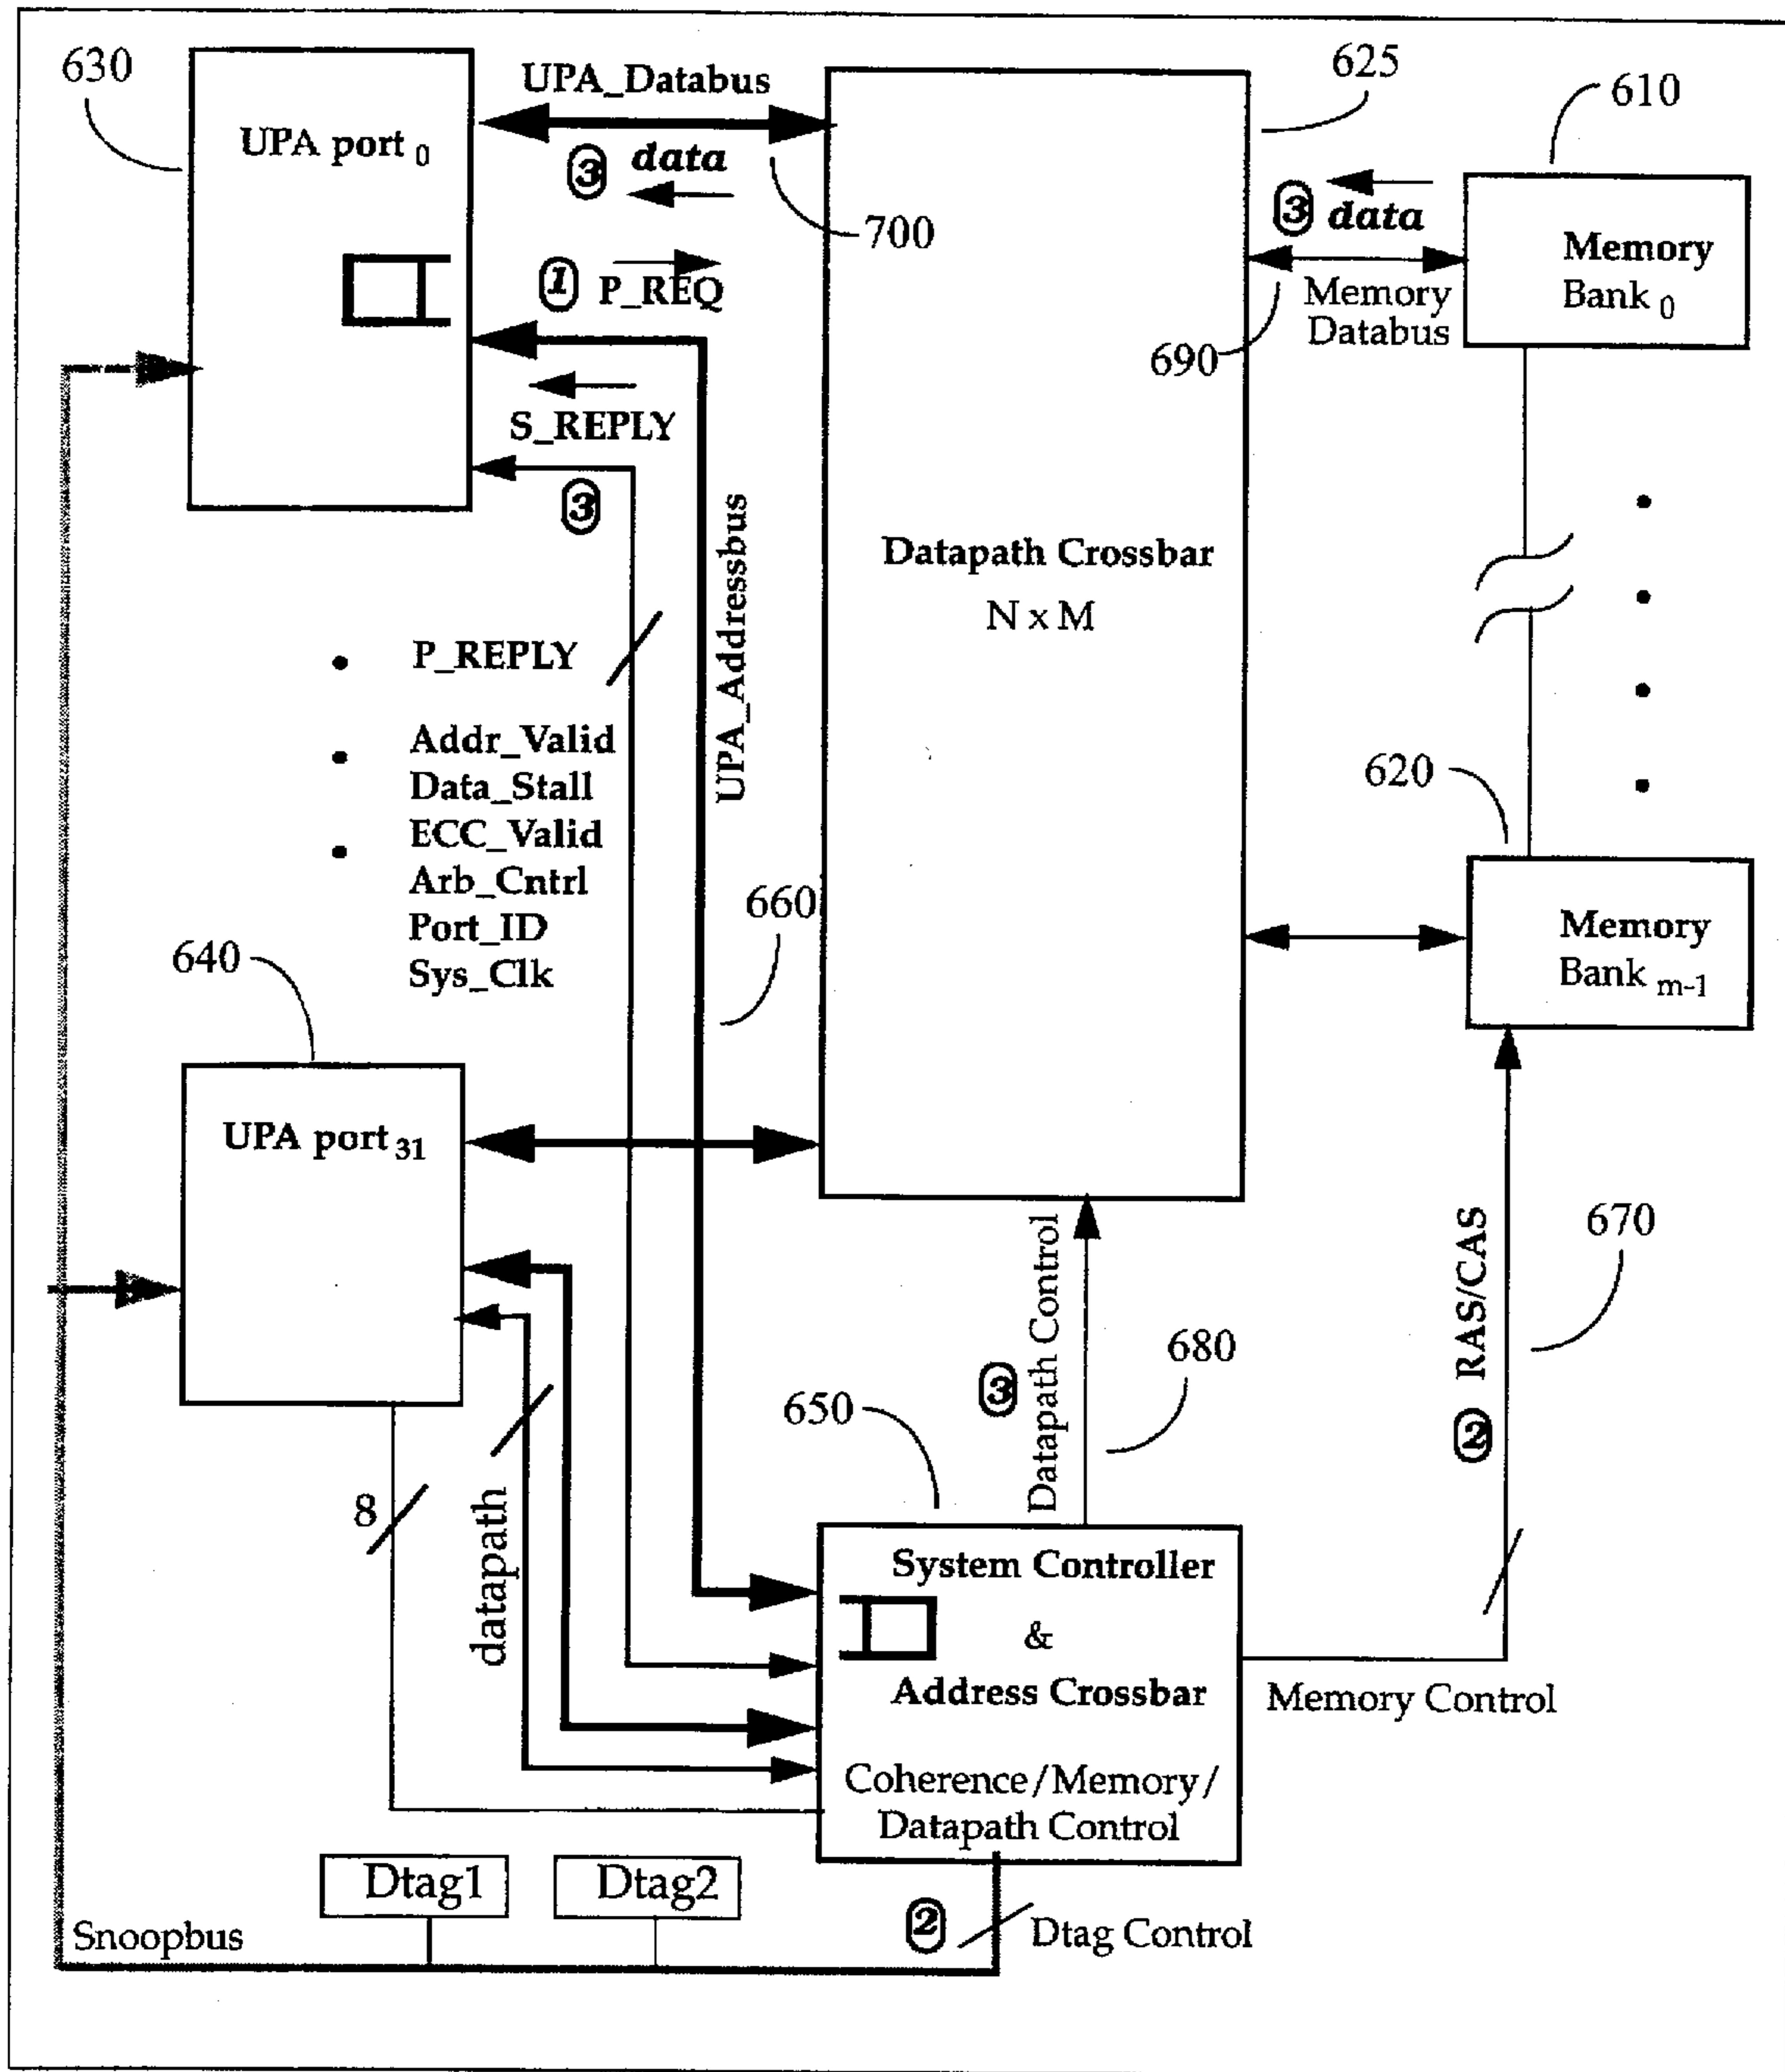 630
UPA port 0
UPA_Databus
3 data
700
1 P_REQ
S_REPLY
3
625
610
3 data
Memory
Databus
690
Memory
Bank 0
Datapath Crossbar
N x M
UPA_Addressbus
P_REPLY
Addr_Valid
Data_Stall
ECC_Valid
Arb_Cntrl
Port_ID
Sys_Clk
660
620
Memory
Bank m-1
640
UPA port 31
8
datapath
650
3 Datapath Control
680
2 RAS/CAS
670
System Controller
&
Address Crossbar
Coherence/Memory/
Datapath Control
Memory Control
Dtag1
Dtag2
Snoopbus
2 Dtag Control